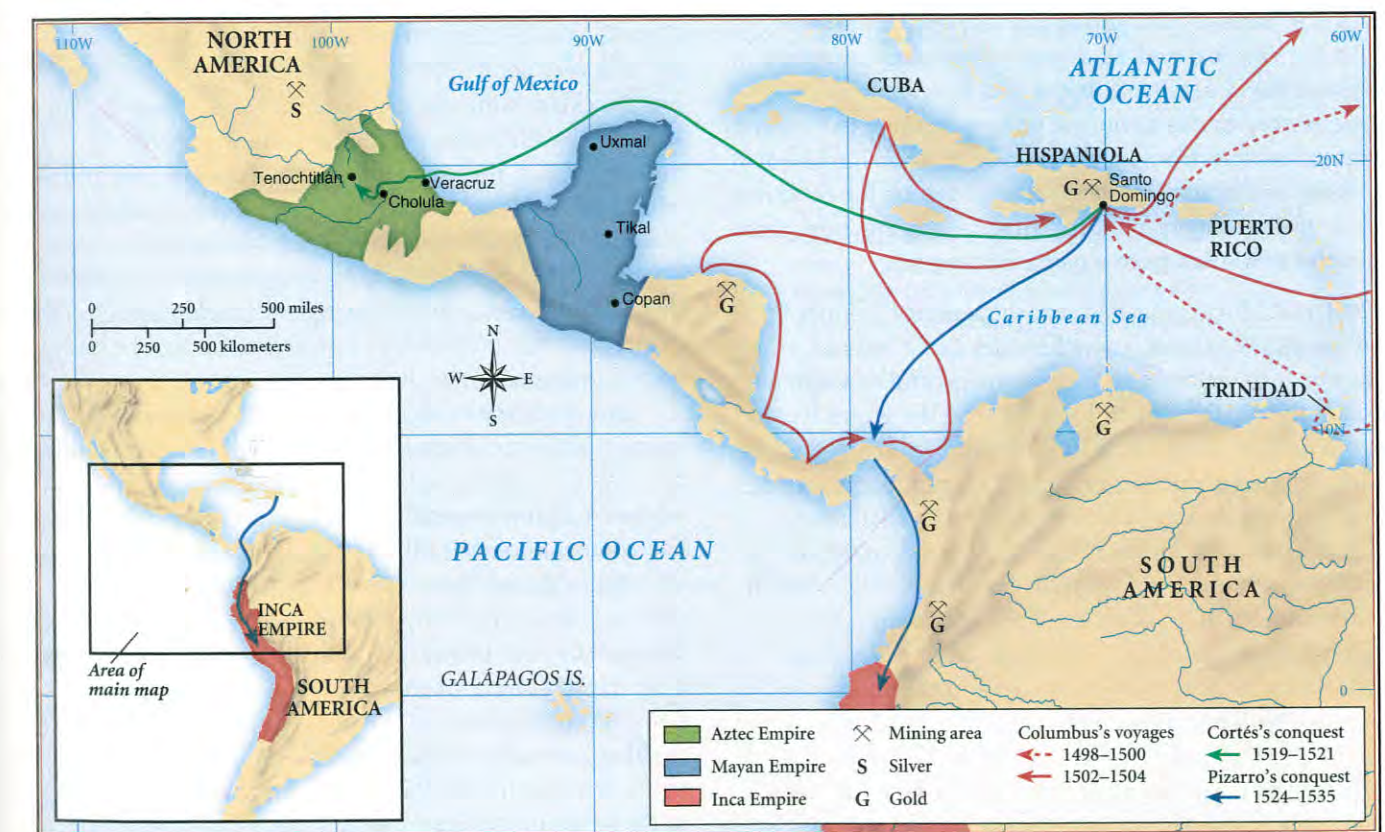 110W
100W
90W
80W
70W
60W
NORTH
AMERICA
S
Gulf of Mexico
CUBA
ATLANTIC
OCEAN
HISPANIOLA
20N
G
Santo
Domingo
Uxmal
Tenochtitlán
Veracruz
Cholula
Tikal
PUERTO
RICO
Copan
G
Caribbean Sea
0 250 500 miles
0 250 500 kilometers
N
W E
S
TRINIDAD
G
10N
G
PACIFIC OCEAN
SOUTH
AMERICA
G
INCA
EMPIRE
Area of
main map
SOUTH
AMERICA
GALÁPAGOS IS.
0
Aztec Empire
Mayan Empire
Inca Empire
Mining area
S Silver
G Gold
Columbus's voyages
1498–1500
1502–1504
Cortés's conquest
1519–1521
Pizarro's conquest
1524–1535